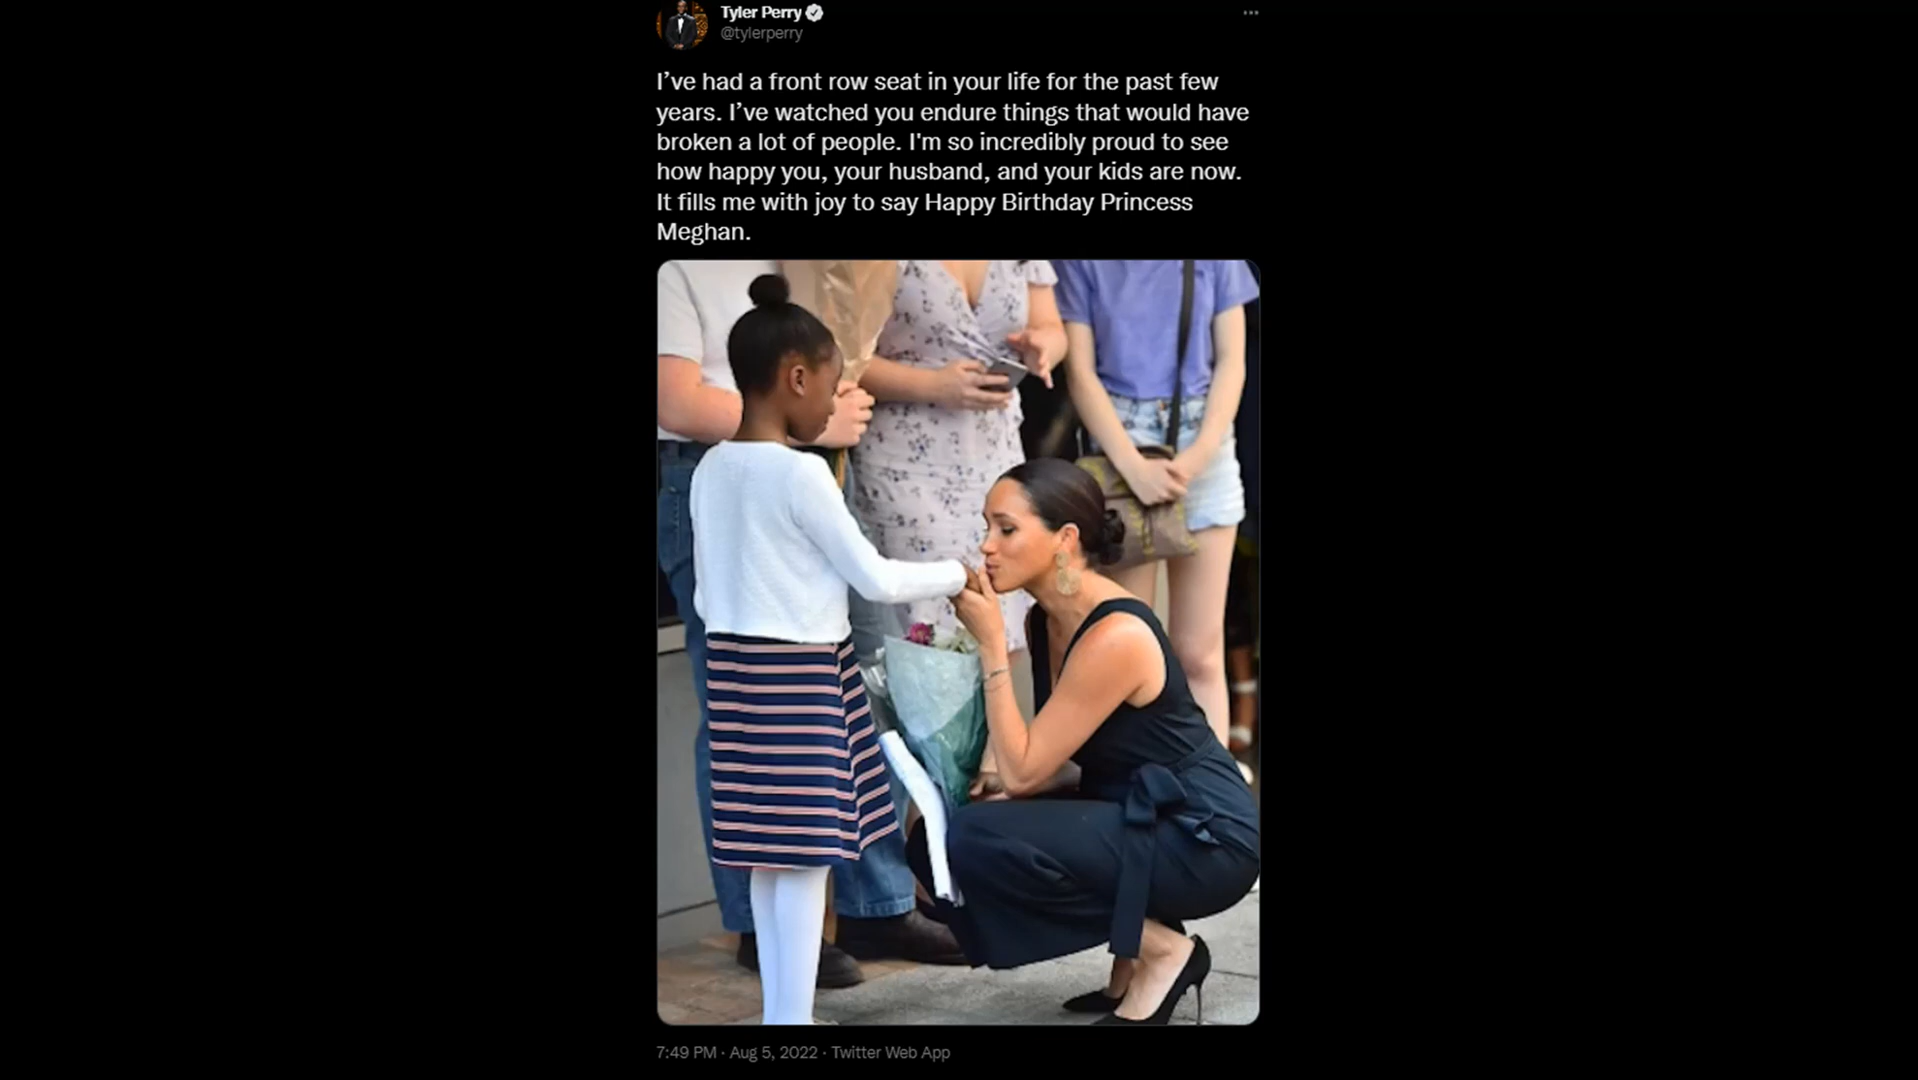 Tyler Perry
@tylerperry
I’ve had a front row seat in your life for the past few
years. I’ve watched you endure things that would have
broken a lot of people. I'm so incredibly proud to see
how happy you, your husband, and your kids are now.
It fills me with joy to say Happy Birthday Princess
Meghan.
7:49 PM · Aug 5, 2022 · Twitter Web App